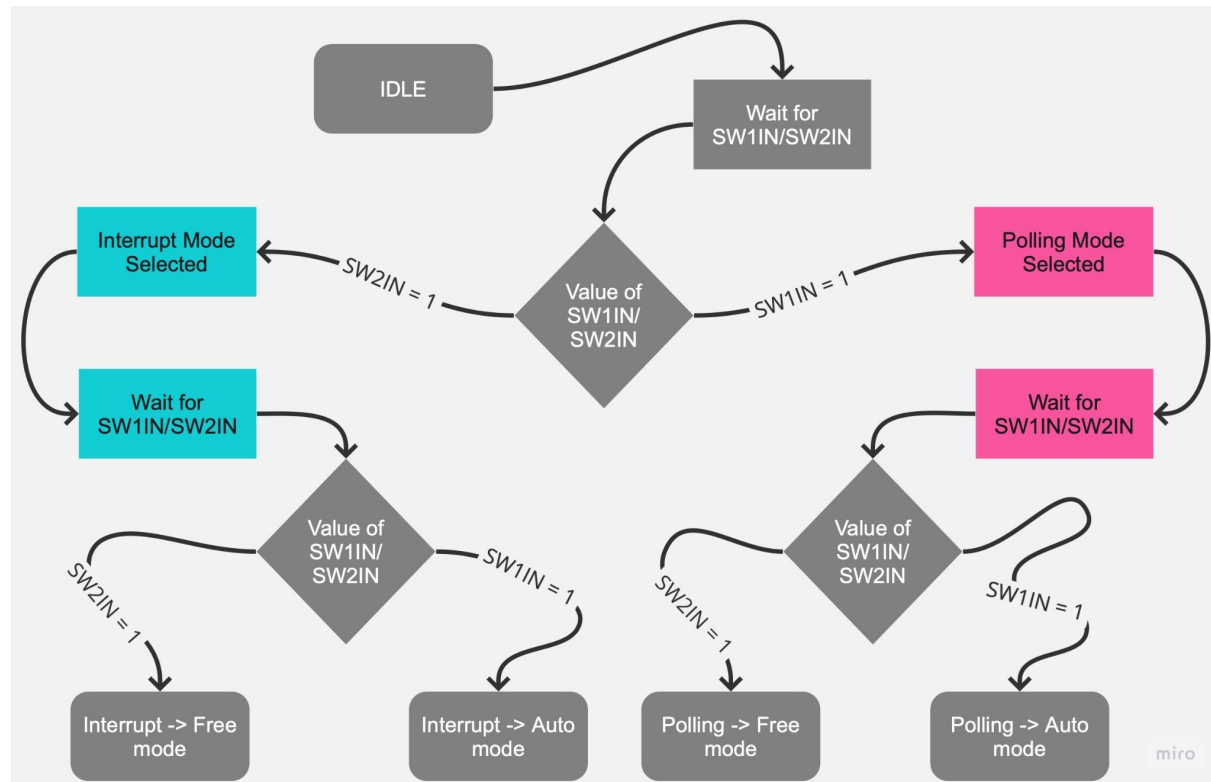 IDLE
Wait for
SW1IN/SW2IN
Interrupt Mode
Selected
Polling Mode
Selected
SW2IN = 1
Value of
SW1IN/
SW2IN
SW1IN = 1
Wait for
SW1IN/SW2IN
Wait for
SW1IN/SW2IN
Value of
SW1IN/
SW2IN
Value of
SW1IN/
SW2IN
SW2IN = 1
SW1IN = 1
SW2IN = 1
SW1IN = 1
Interrupt -> Free
mode
Interrupt -> Auto
mode
Polling -> Free
mode
Polling -> Auto
mode
miro